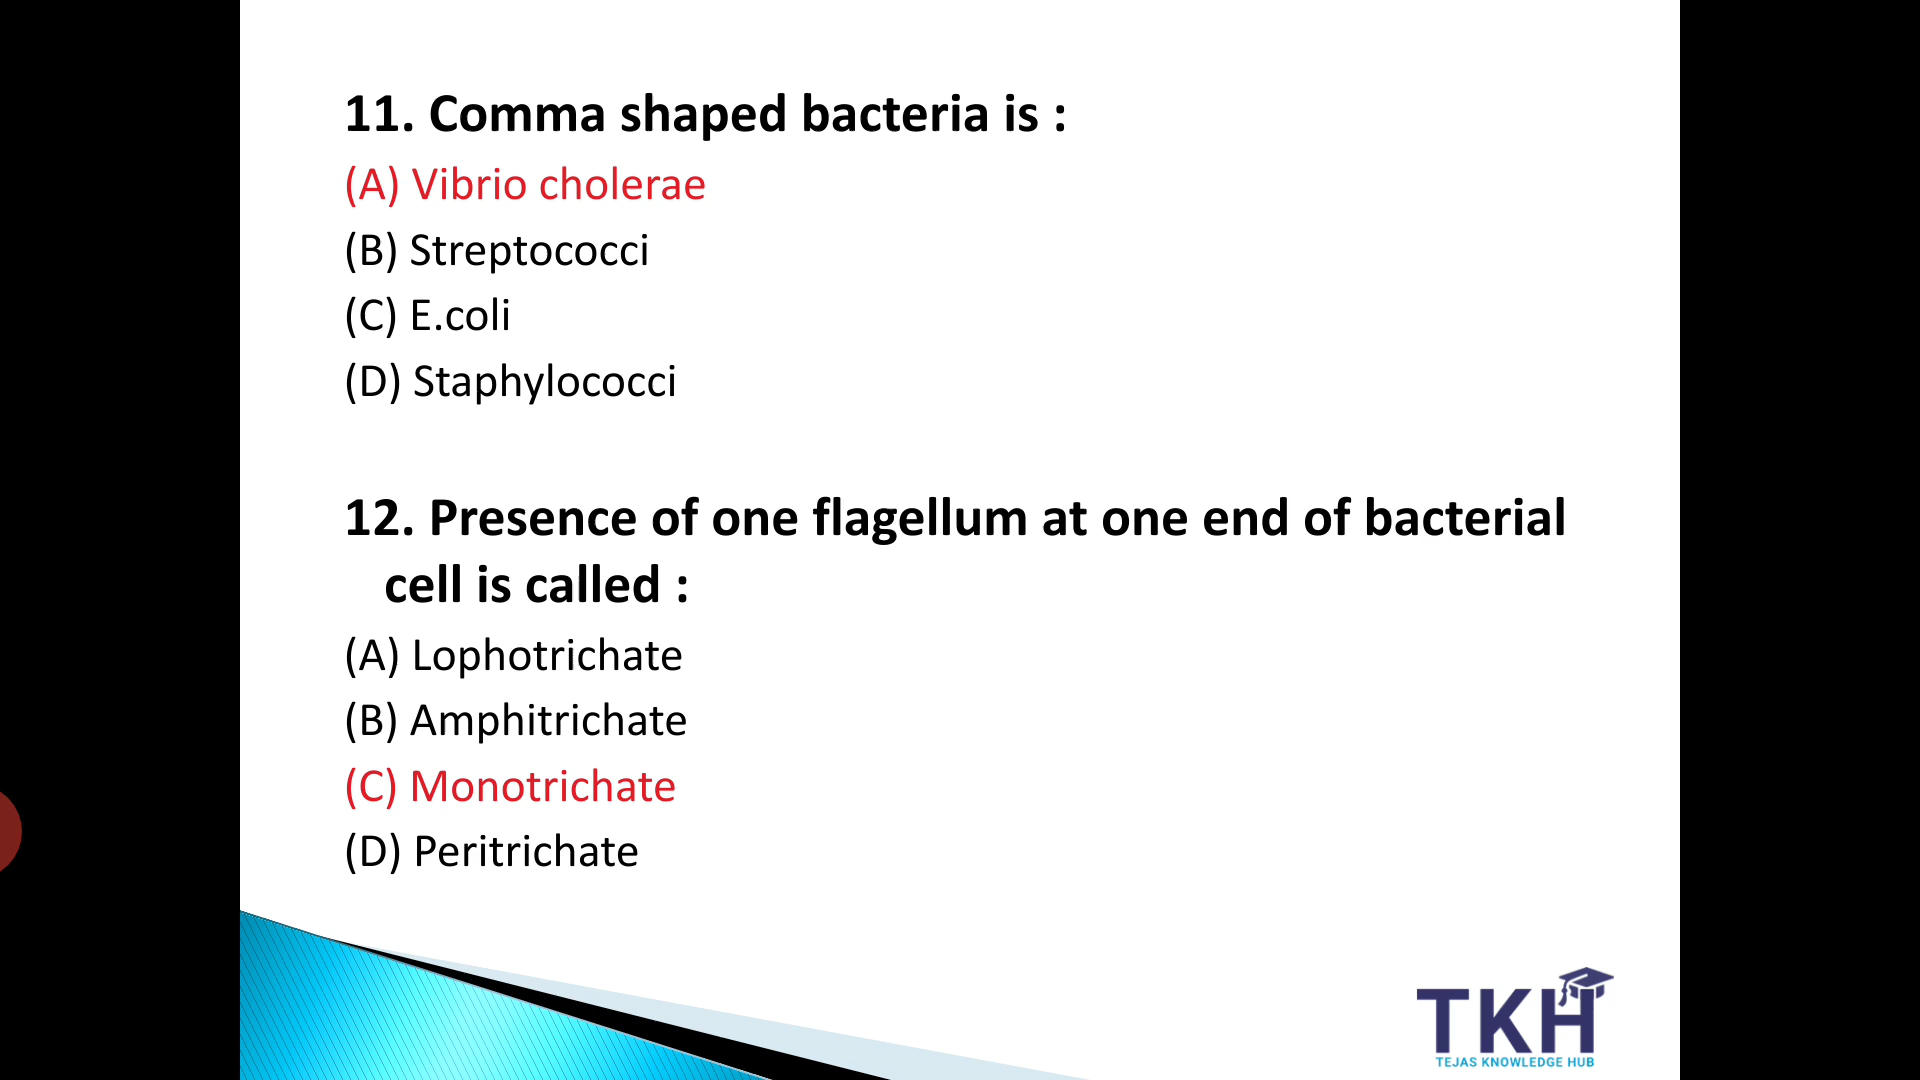 11. Comma shaped bacteria is :
(A) Vibrio cholerae
(B) Streptococci
(C) E.coli
(D) Staphylococci
12. Presence of one flagellum at one end of bacterial
cell is called :
(A) Lophotrichate
(B) Amphitrichate
(C) Monotrichate
(D) Peritrichate
TKH
TEJAS KNOWLEDGE HUB